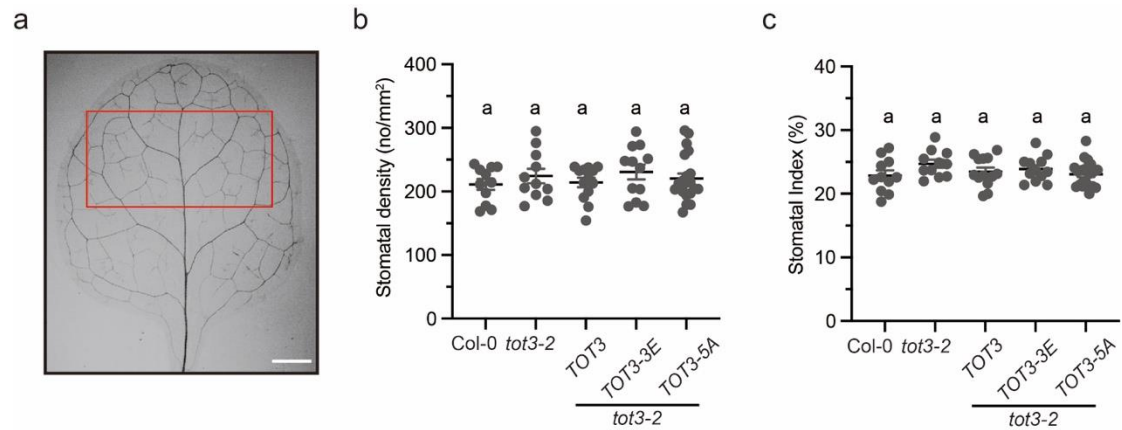 a
b
c
Stomatal density (no/mm²)
400
300
200
100
0
a a a a a
Col-0 tot3-2 TOT3 TOT3-3E TOT3-5A
tot3-2
Stomatal Index (%)
40
30
20
10
0
a a a a a
Col-0 tot3-2 TOT3 TOT3-3E TOT3-5A
tot3-2